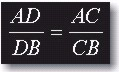 AD/DB = AC/CB